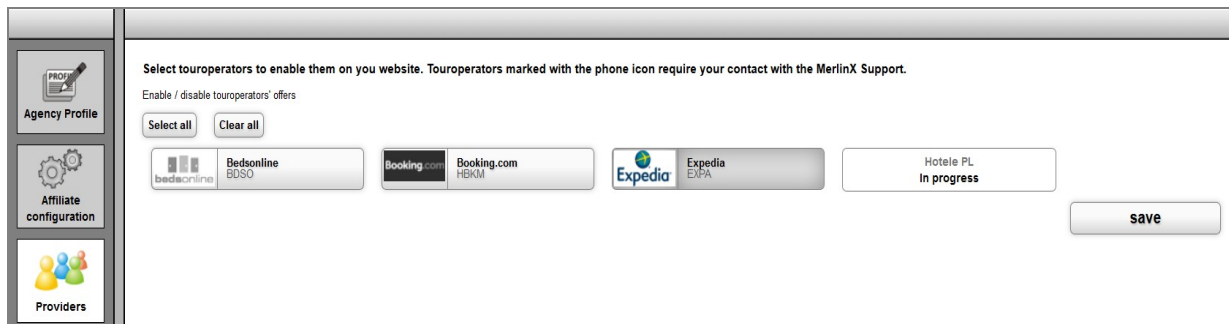 Select touroperators to enable them on you website. Touroperators marked with the phone icon require your contact with the MerlinX Support.
Enable / disable touroperators' offers
Select all
Clear all
bedsonline
Bedsonline
BDSO
Booking.com
Booking.com
HBKM
Expedia
Expedia
EXPA
Hotele PL
In progress
save
Agency Profile
Affiliate
configuration
Providers